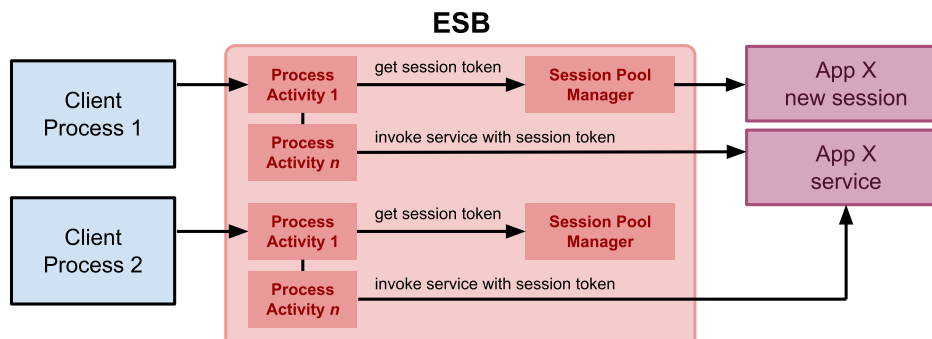 ESB
Client
Process 1
Process
Activity 1
get session token
Session Pool
Manager
App X
new session
Process
Activity n
invoke service with session token
App X
service
Client
Process 2
Process
Activity 1
get session token
Session Pool
Manager
Process
Activity n
invoke service with session token